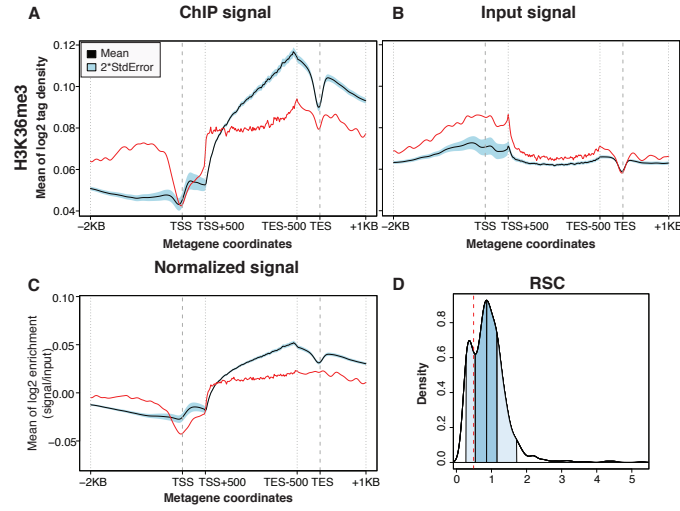 A
ChIP signal
B
Input signal
H3K36me3
Mean of log2 tag density
0.12
0.10
0.08
0.06
0.04
Mean
2*StdError
−2KB
TSS
TSS+500
TES-500
TES
+1KB
Metagene coordinates
−2KB
TSS
TSS+500
TES-500
TES
+1KB
Metagene coordinates
C
Normalized signal
D
RSC
Mean of log2 enrichment
(signal/input)
0.10
0.05
0.00
−0.05
−2KB
TSS
TSS+500
TES-500
TES
+1KB
Metagene coordinates
Density
0.8
0.6
0.4
0.2
0.0
0
1
2
3
4
5